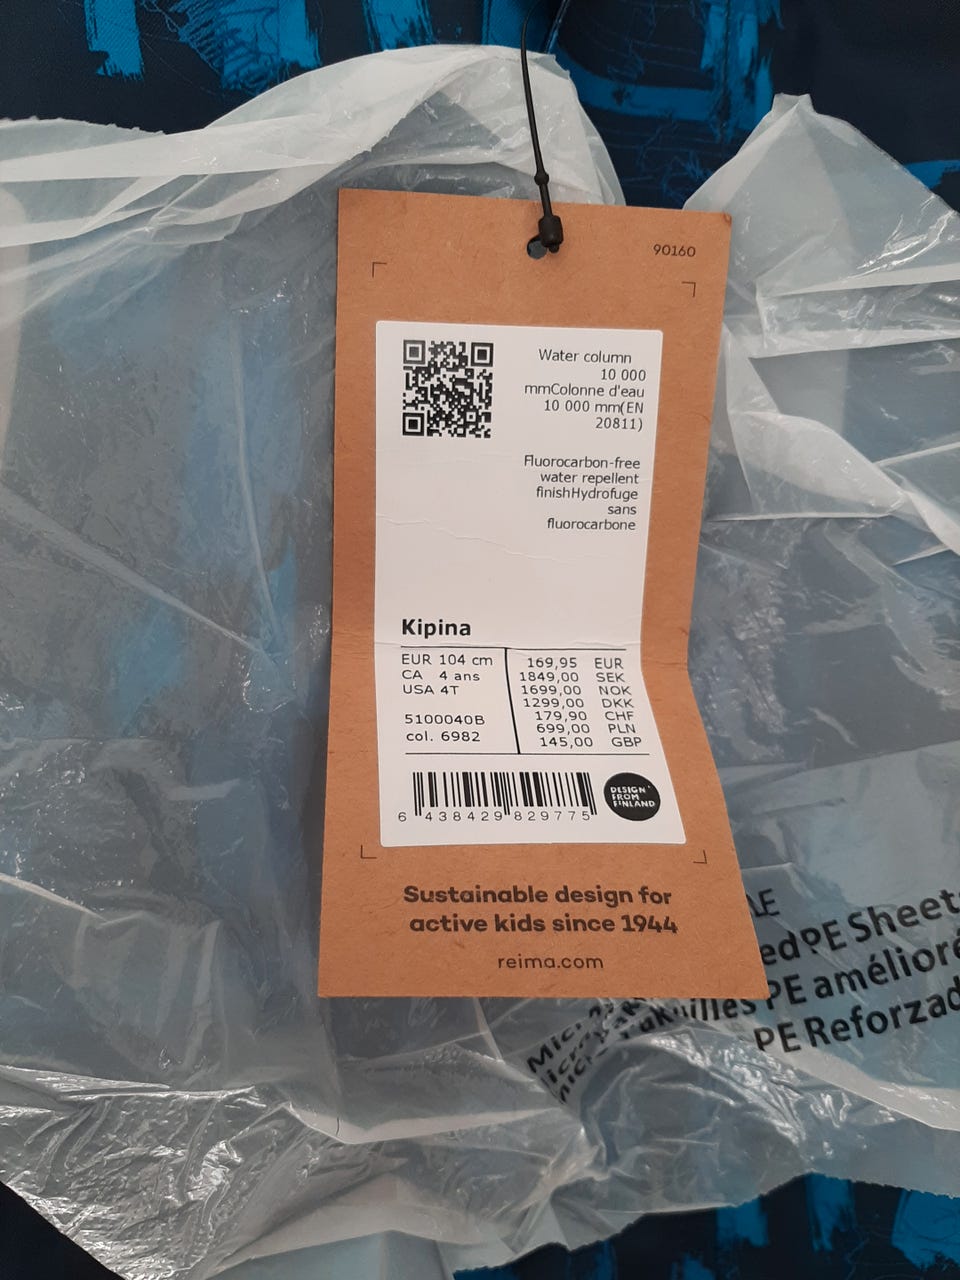 90160
Water column
10 000
mmColonne d'eau
10 000 mm(EN
20811)
Fluorocarbon-free
water repellent
finishHydrofuge
sans
fluorocarbone
Kipina
EUR 104 cm
CA 4 ans
USA 4T
5100040B
col. 6982
169,95 EUR
1849,00 SEK
1699,00 NOK
1299,00 DKK
179,90 CHF
699,00 PLN
145,00 GBP
6 438429 829775
DESIGN
FROM
FINLAND
Sustainable design for
active kids since 1944
reima.com
PE Sheet
PE amélioré
PE Reforzad